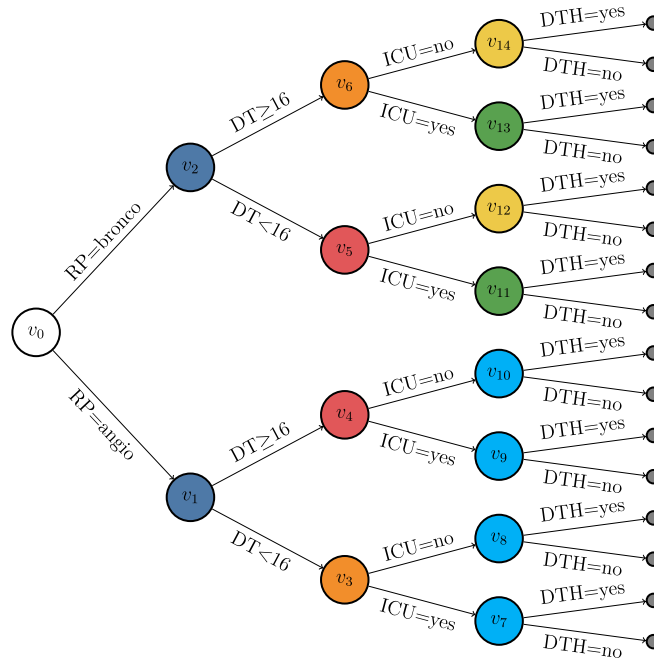 DTH=yes
ICU=no
v14
DTH=no
DT≥16
v6
ICU=yes
DTH=yes
v13
DTH=no
RP=bronco
v2
DT<16
ICU=no
DTH=yes
v12
DTH=no
v5
ICU=yes
DTH=yes
v11
DTH=no
v0
RP=angio
DT≥16
ICU=no
DTH=yes
v10
DTH=no
v4
ICU=yes
DTH=yes
v9
DTH=no
v1
DT<16
ICU=no
DTH=yes
v8
DTH=no
v3
ICU=yes
DTH=yes
v7
DTH=no